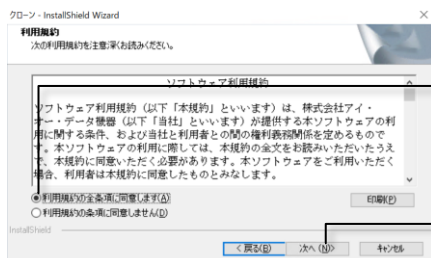 クローン - InstallShield Wizard
利用規約
次の利用規約を注意深くお読みください。
ソフトウェア利用規約
ソフトウェア利用規約（以下「本規約」といいます）は、株式会社アイ・
オー・データ機器（以下「当社」といいます）が提供する本ソフトウェアの利
用に関する条件、および当社と利用者との間の権利義務関係を定めるもので
す。本ソフトウェアの利用に際しては、本規約の全文をお読みいただいたうえ
で、本規約に同意いただく必要があります。本ソフトウェアをご利用いただく
場合、利用者は本規約に同意したものとみなします。
利用規約の全条項に同意します(A)
利用規約の条項に同意しません(D)
印刷(P)
InstallShield
< 戻る(B)
次へ (N)>
キャンセル